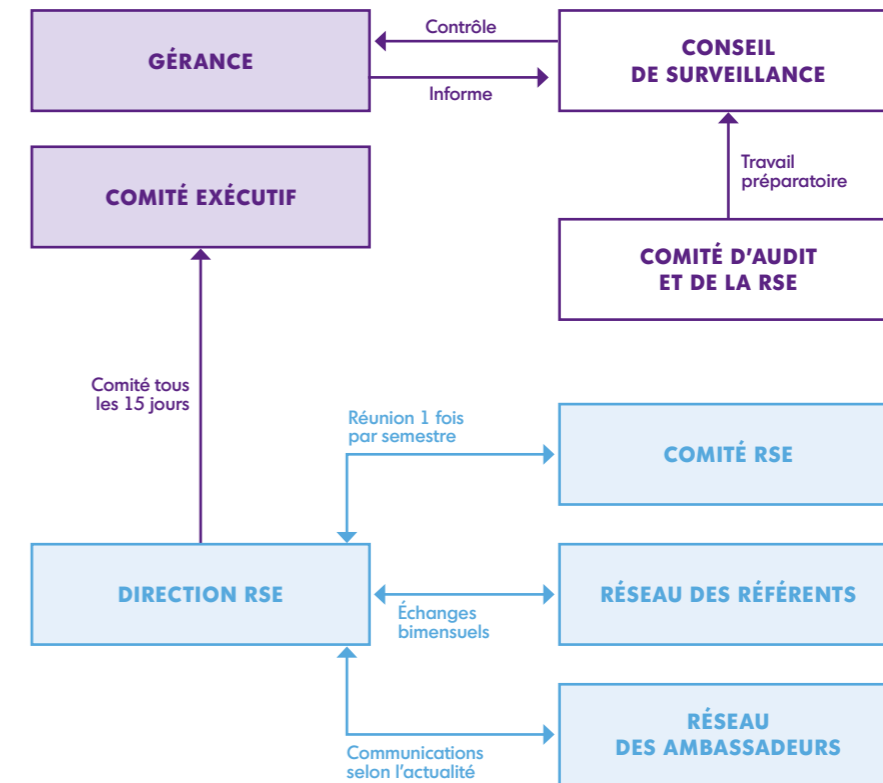 GÉRANCE
Contrôle
Informe
CONSEIL
DE SURVEILLANCE
COMITÉ EXÉCUTIF
Travail
préparatoire
COMITÉ D'AUDIT
ET DE LA RSE
Comité tous
les 15 jours
Réunion 1 fois
par semestre
COMITÉ RSE
DIRECTION RSE
Échanges
bimensuels
RÉSEAU DES RÉFÉRENTS
Communications
selon l'actualité
RÉSEAU
DES AMBASSADEURS